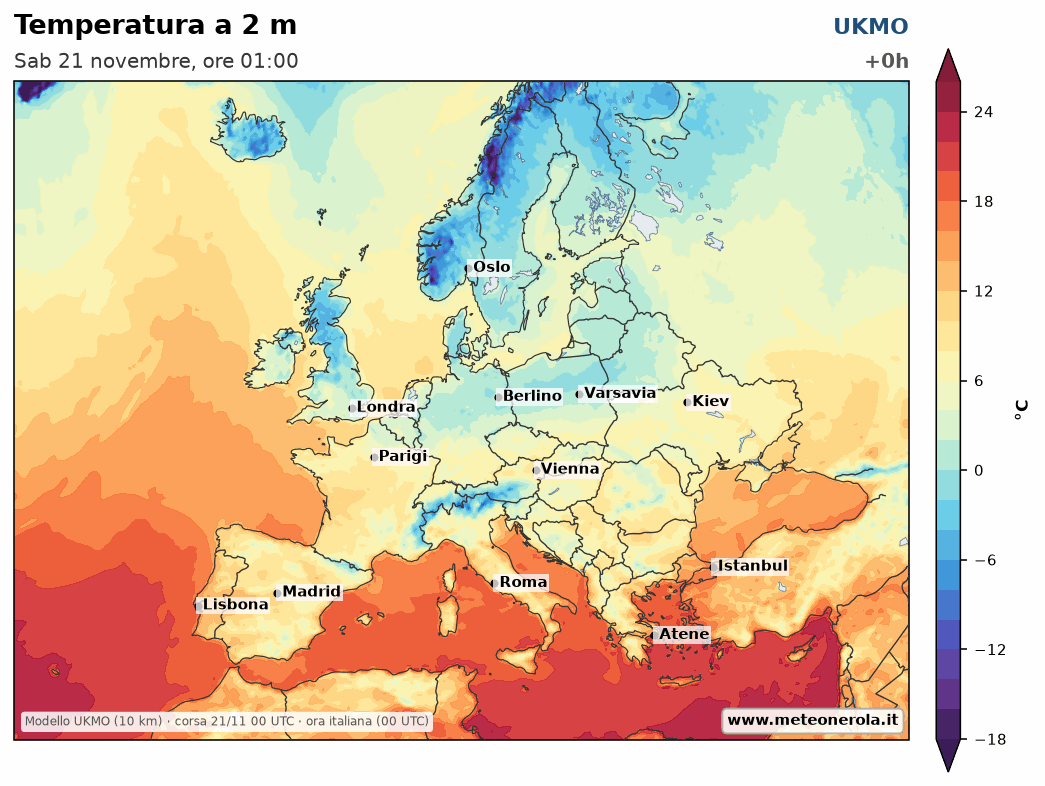 Temperatura a 2 m
UKMO
Sab 21 novembre, ore 01:00
+0h
24
18
12
6
0
−6
−12
−18
°C
Oslo
Londra
Berlino
Varsavia
Kiev
Parigi
Vienna
Istanbul
Roma
Madrid
Lisbona
Atene
Modello UKMO (10 km) · corsa 21/11 00 UTC · ora italiana (00 UTC)
www.meteonerola.it